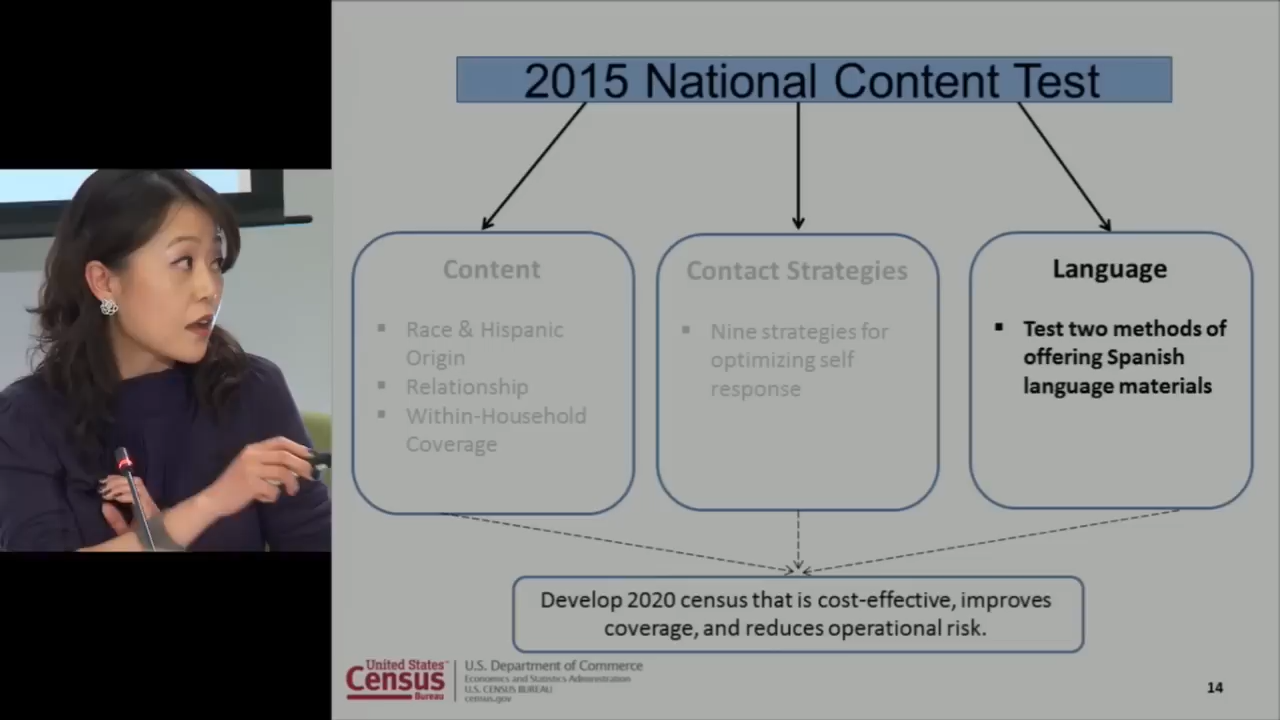 2015 National Content Test
Content
▪ Race & Hispanic
Origin
▪ Relationship
▪ Within-Household
Coverage
Contact Strategies
▪ Nine strategies for
optimizing self
response
Language
▪ Test two methods of
offering Spanish
language materials
Develop 2020 census that is cost-effective, improves
coverage, and reduces operational risk.
United States™
Census
Bureau
U.S. Department of Commerce
Economics and Statistics Administration
U.S. CENSUS BUREAU
census.gov
14